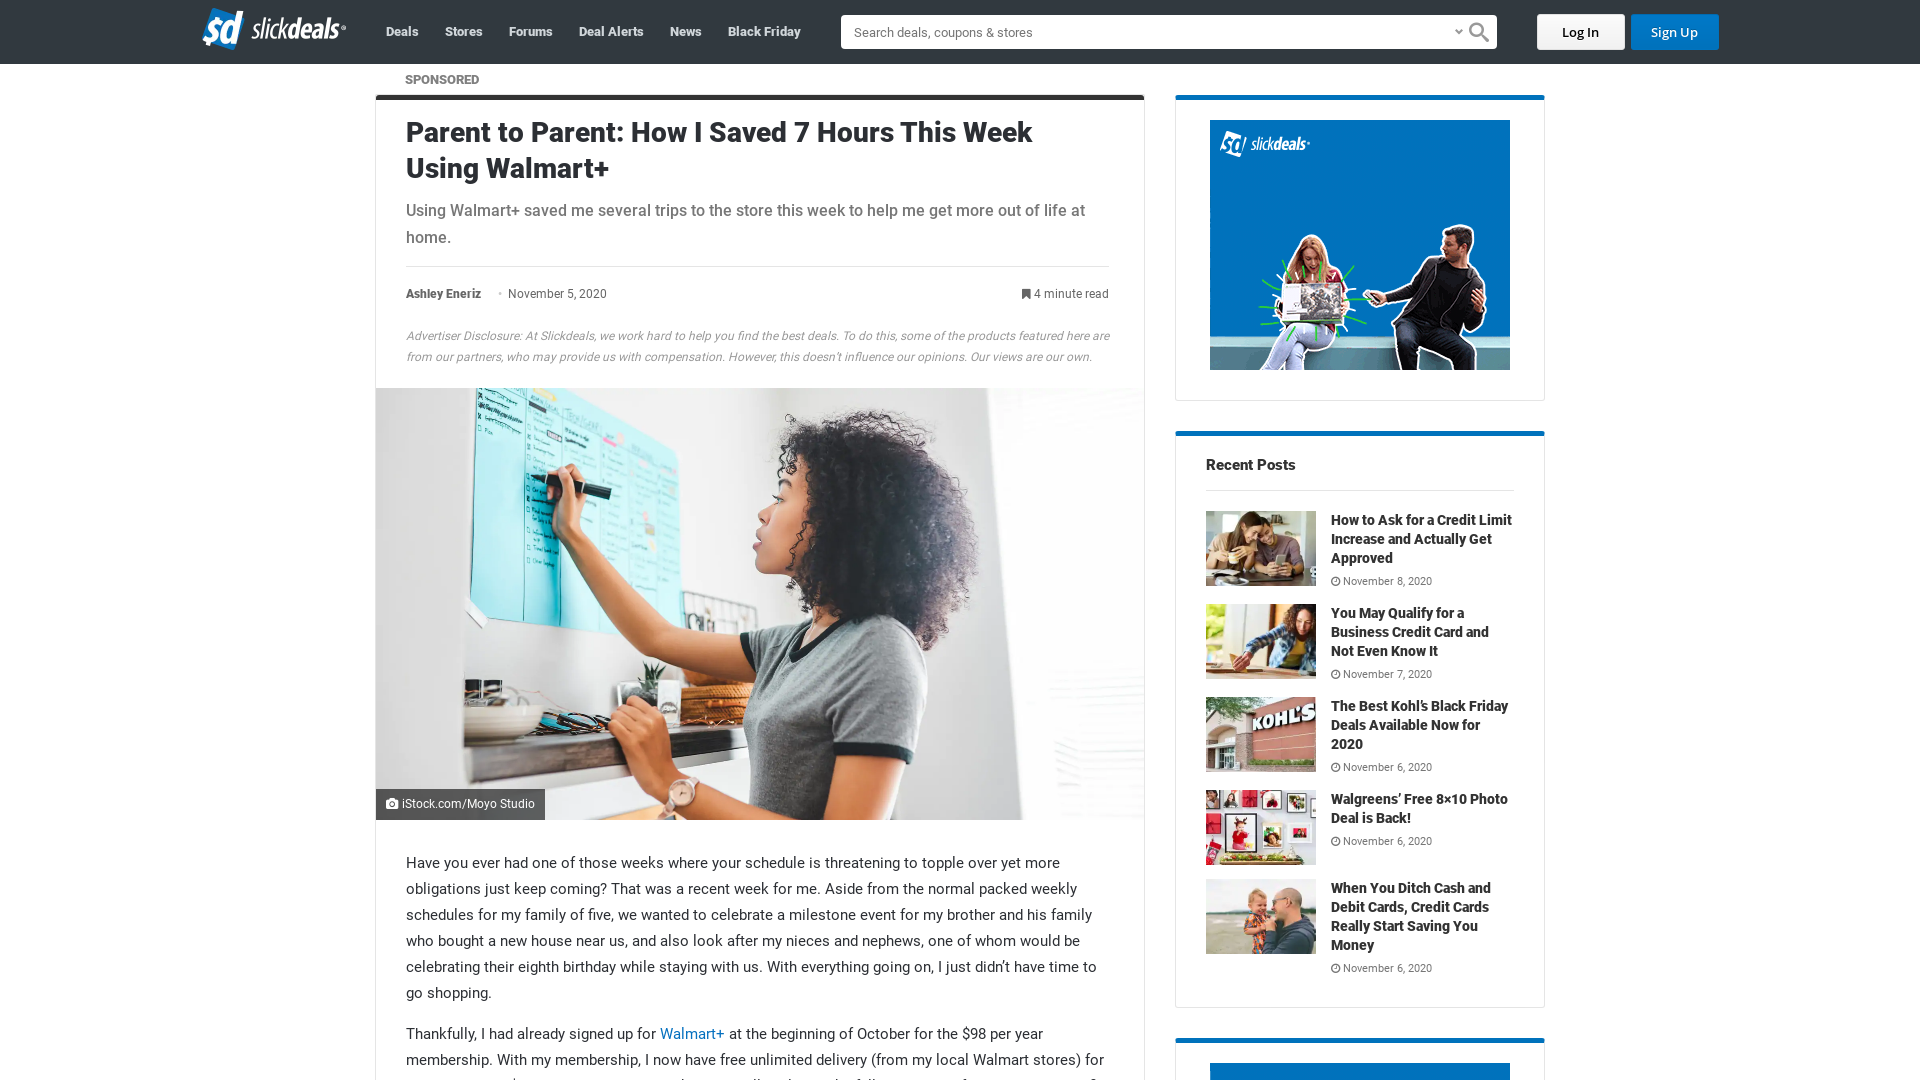 $d slickdeals
Deals
Stores
Forums
Deal Alerts
News
Black Friday
Search deals, coupons & stores
Log In
Sign Up
SPONSORED
Parent to Parent: How I Saved 7 Hours This Week
Using Walmart+
Using Walmart+ saved me several trips to the store this week to help me get more out of life at
home.
Ashley Eneriz • November 5, 2020
4 minute read
Advertiser Disclosure: At Slickdeals, we work hard to help you find the best deals. To do this, some of the products featured here are
from our partners, who may provide us with compensation. However, this doesn’t influence our opinions. Our views are our own.
iStock.com/Moyo Studio
Have you ever had one of those weeks where your schedule is threatening to topple over yet more
obligations just keep coming? That was a recent week for me. Aside from the normal packed weekly
schedules for my family of five, we wanted to celebrate a milestone event for my brother and his family
who bought a new house near us, and also look after my nieces and nephews, one of whom would be
celebrating their eighth birthday while staying with us. With everything going on, I just didn’t have time to
go shopping.
Thankfully, I had already signed up for Walmart+ at the beginning of October for the $98 per year
membership. With my membership, I now have free unlimited delivery (from my local Walmart stores) for
$d slickdeals
Recent Posts
How to Ask for a Credit Limit
Increase and Actually Get
Approved
November 8, 2020
You May Qualify for a
Business Credit Card and
Not Even Know It
November 7, 2020
KOHL'S
The Best Kohl’s Black Friday
Deals Available Now for
2020
November 6, 2020
Walgreens’ Free 8×10 Photo
Deal is Back!
November 6, 2020
When You Ditch Cash and
Debit Cards, Credit Cards
Really Start Saving You
Money
November 6, 2020